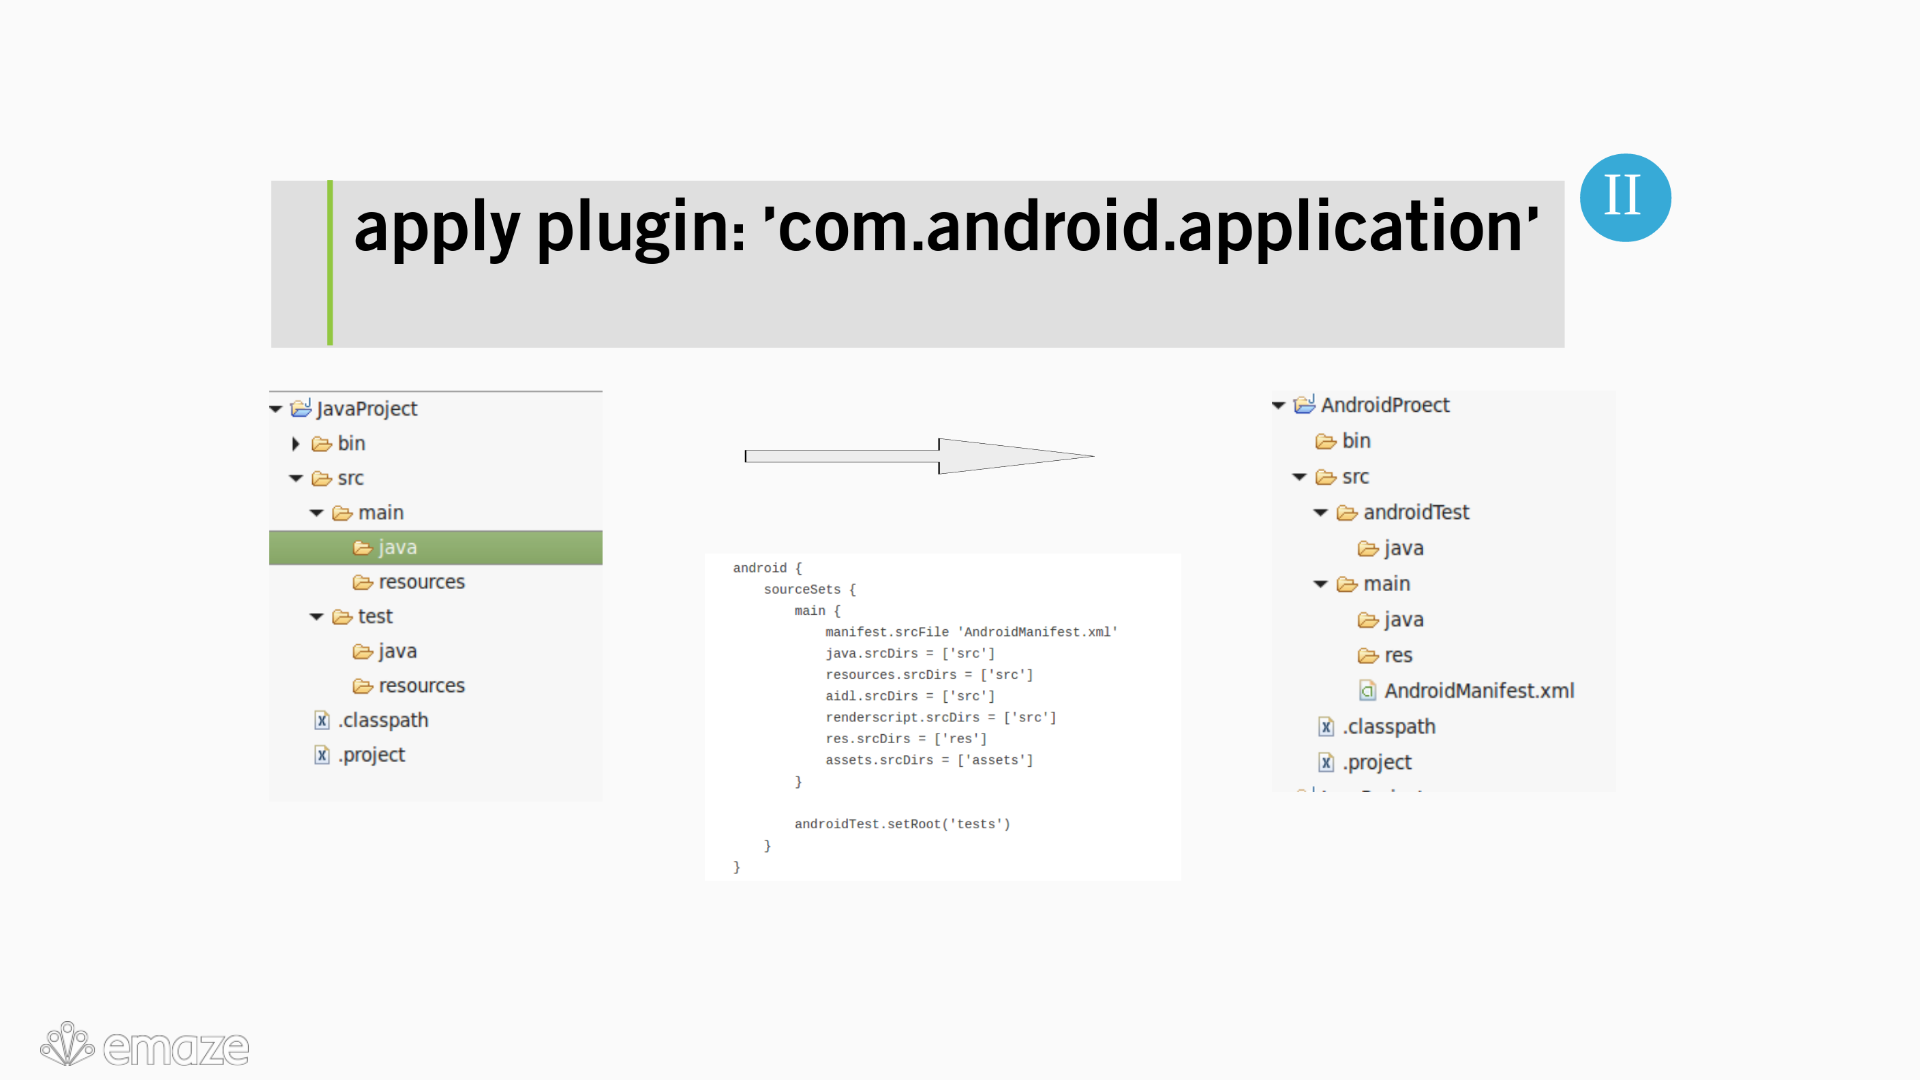 apply plugin: 'com.android.application'
II
JavaProject
bin
src
main
java
resources
test
java
resources
.classpath
.project
android {
    sourceSets {
        main {
            manifest.srcFile 'AndroidManifest.xml'
            java.srcDirs = ['src']
            resources.srcDirs = ['src']
            aidl.srcDirs = ['src']
            renderscript.srcDirs = ['src']
            res.srcDirs = ['res']
            assets.srcDirs = ['assets']
        }

        androidTest.setRoot('tests')
    }
}
AndroidProect
bin
src
androidTest
java
main
java
res
AndroidManifest.xml
.classpath
.project
emaze